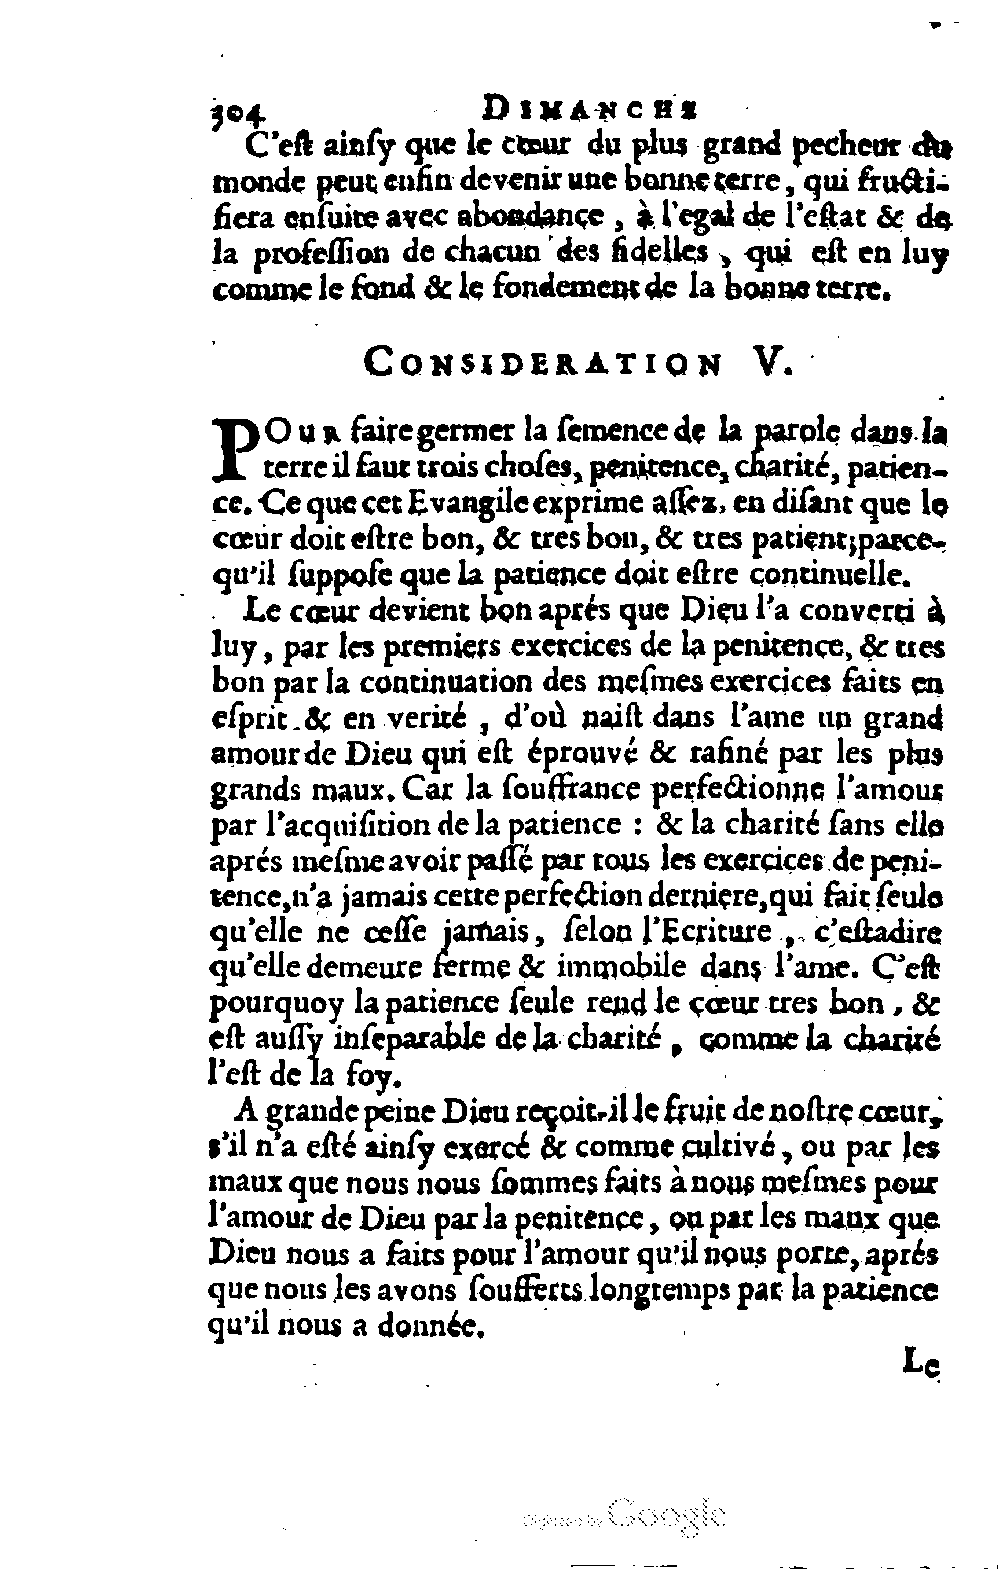 304 DIMANCHE
C'eſt ainſy que le cœur du plus grand pecheur du
monde peut enfin devenir une bonne terre, qui fructi-
fiera enſuite avec abondance, à l'egal de l'eſtat & de
la profeſſion de chacun des fidelles, qui eſt en luy
comme le fond & le fondement de la bonne terre.
CONSIDERATION V.
POUR faire germer la ſemence de la parole dans la
terre il faut trois choſes, penitence, charité, patien-
ce. Ce que cet Evangile exprime aſſez, en diſant que le
cœur doit eſtre bon, & tres bon, & tres patient; parce-
qu'il ſuppoſe que la patience doit eſtre continuelle.
Le cœur devient bon aprés que Dieu l'a converti à
luy, par les premiers exercices de la penitence, & tres
bon par la continuation des meſmes exercices faits en
eſprit & en verité, d'où naiſt dans l'ame un grand
amour de Dieu qui eſt éprouvé & rafiné par les plus
grands maux. Car la ſouffrance perfectionne l'amour
par l'acquiſition de la patience : & la charité ſans elle
aprés meſme avoir paſſé par tous les exercices de peni-
tence, n'a jamais cette perfection derniere, qui fait ſeule
qu'elle ne ceſſe jamais, ſelon l'Ecriture, c'eſtadire
qu'elle demeure ferme & immobile dans l'ame. C'eſt
pourquoy la patience ſeule rend le cœur tres bon, &
eſt auſſy inſeparable de la charité, comme la charité
l'eſt de la foy.
A grande peine Dieu reçoit-il le fruit de noſtre cœur,
s'il n'a eſté ainſy exercé & comme cultivé, ou par les
maux que nous nous ſommes faits à nous meſmes pour
l'amour de Dieu par la penitence, ou par les maux que
Dieu nous a faits pour l'amour qu'il nous porte, aprés
que nous les avons ſoufferts longtemps par la patience
qu'il nous a donnée.
Le
Digitized by Google